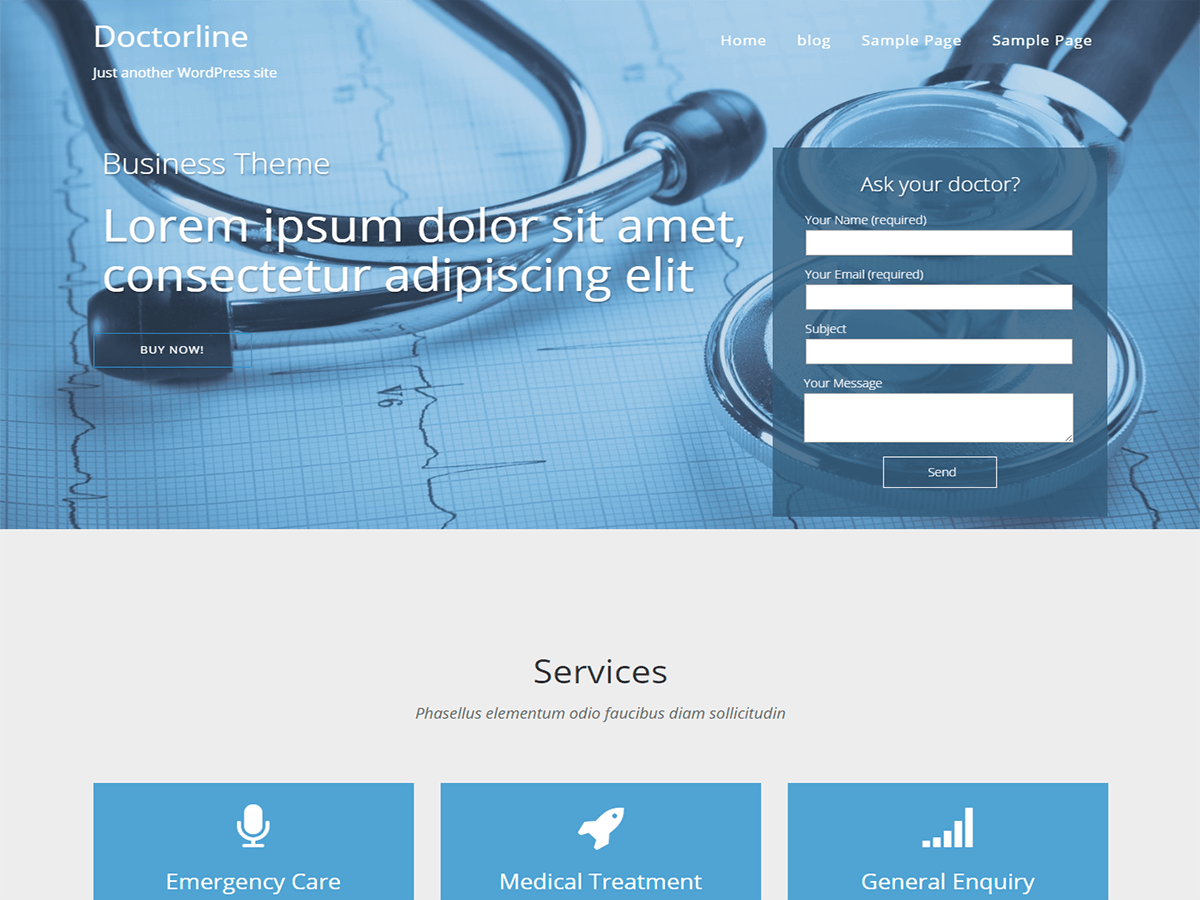 Doctorline
Just another WordPress site
Home blog Sample Page Sample Page
Business Theme
Lorem ipsum dolor sit amet,
consectetur adipiscing elit
BUY NOW!
Ask your doctor?
Your Name (required)
Your Email (required)
Subject
Your Message
Send
Services
Phasellus elementum odio faucibus diam sollicitudin
Emergency Care
Medical Treatment
General Enquiry